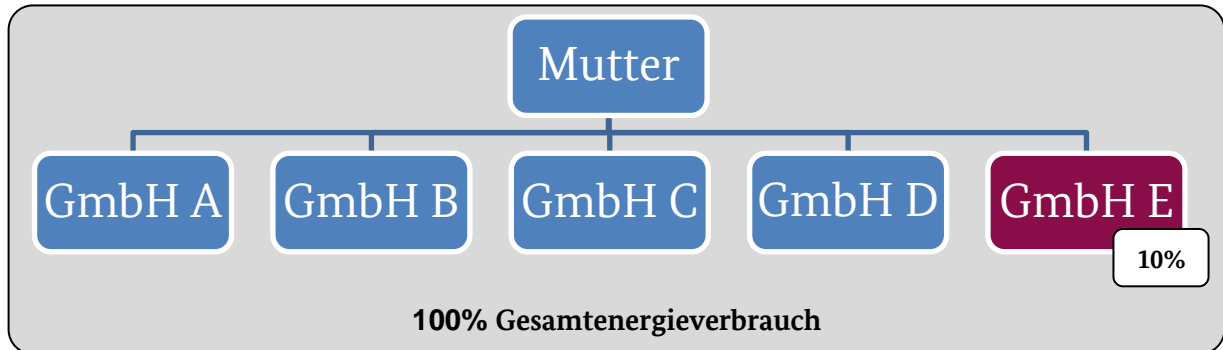 Mutter
GmbH A
GmbH B
GmbH C
GmbH D
GmbH E
10%
100% Gesamtenergieverbrauch